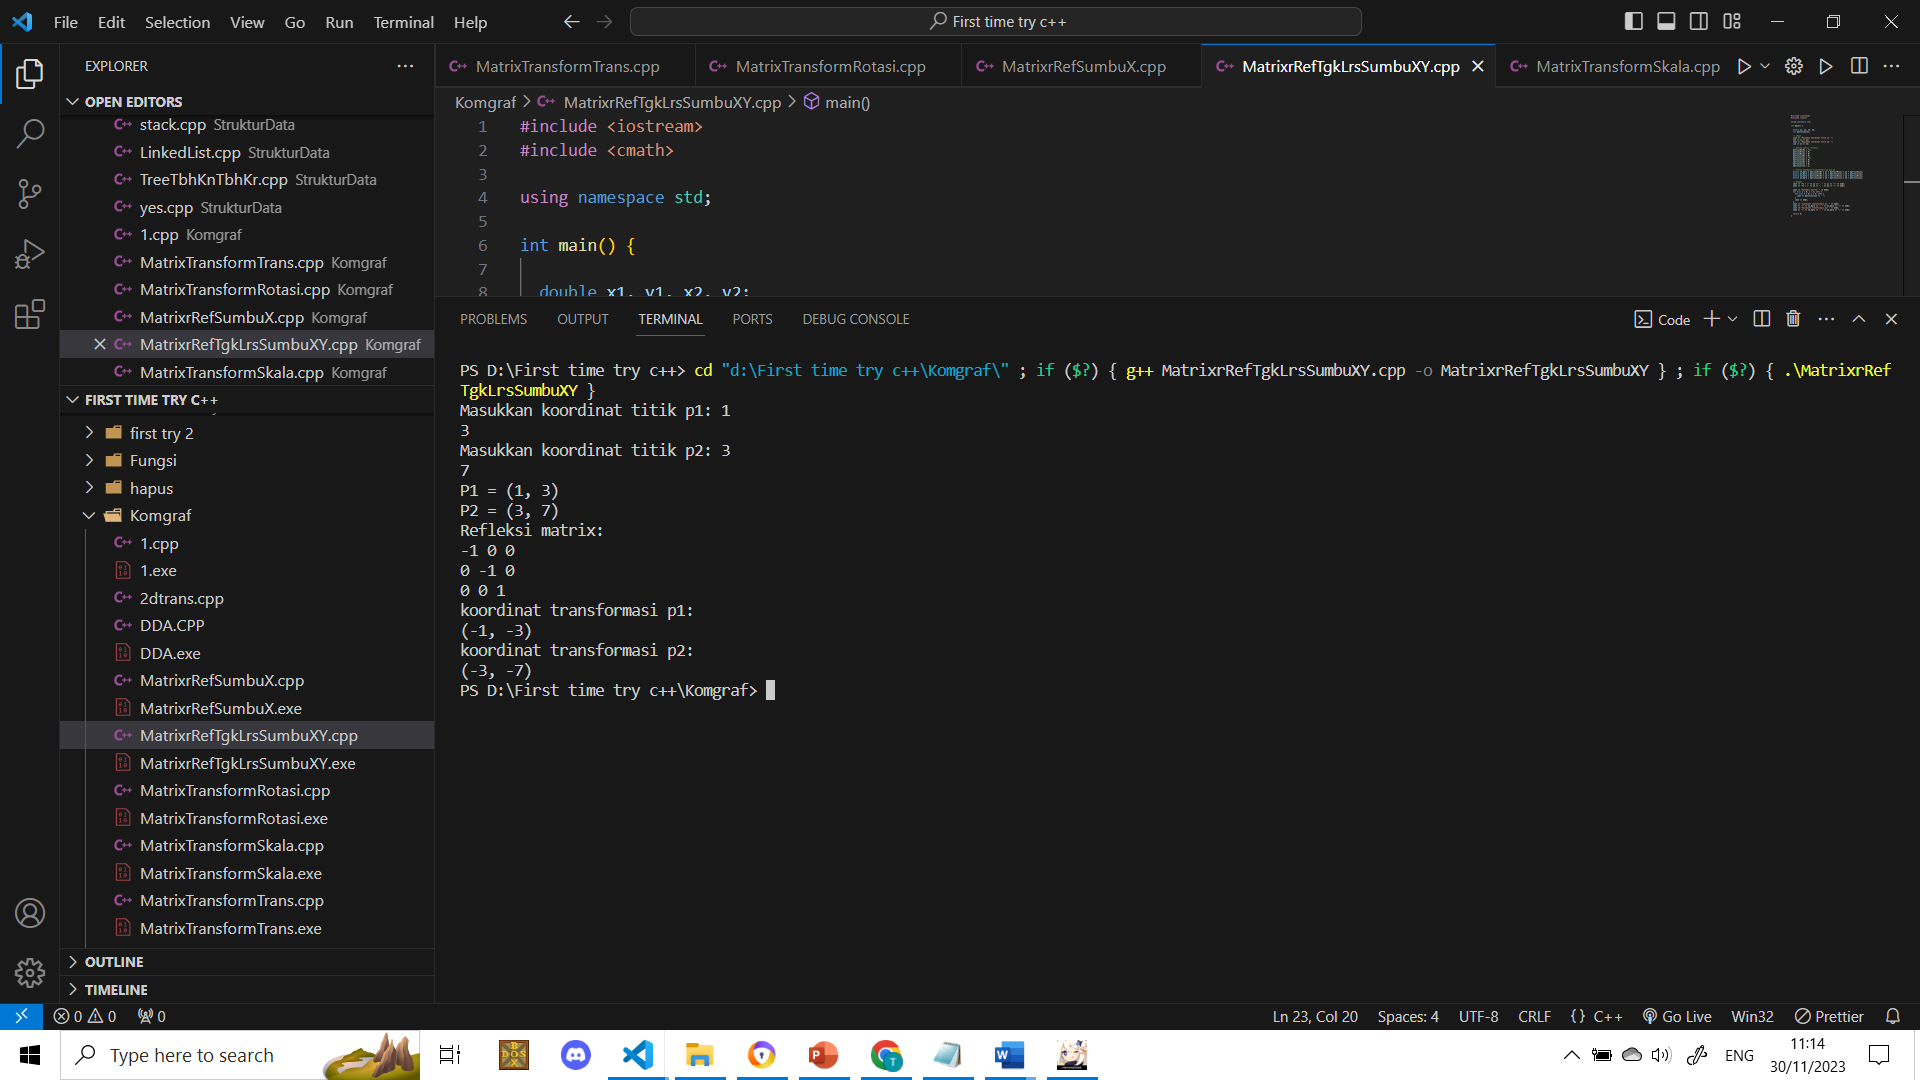 File Edit Selection View Go Run Terminal Help
First time try c++
EXPLORER
OPEN EDITORS
stack.cpp StrukturData
LinkedList.cpp StrukturData
TreeTbhKnTbhKr.cpp StrukturData
yes.cpp StrukturData
1.cpp Komgraf
MatrixTransformTrans.cpp Komgraf
MatrixTransformRotasi.cpp Komgraf
MatrixrRefSumbuX.cpp Komgraf
MatrixrRefTgkLrsSumbuXY.cpp Komgraf
MatrixTransformSkala.cpp Komgraf
FIRST TIME TRY C++
first try 2
Fungsi
hapus
Komgraf
1.cpp
1.exe
2dtrans.cpp
DDA.CPP
DDA.exe
MatrixrRefSumbuX.cpp
MatrixrRefSumbuX.exe
MatrixrRefTgkLrsSumbuXY.cpp
MatrixrRefTgkLrsSumbuXY.exe
MatrixTransformRotasi.cpp
MatrixTransformRotasi.exe
MatrixTransformSkala.cpp
MatrixTransformSkala.exe
MatrixTransformTrans.cpp
MatrixTransformTrans.exe
OUTLINE
TIMELINE
MatrixTransformTrans.cpp MatrixTransformRotasi.cpp MatrixrRefSumbuX.cpp MatrixrRefTgkLrsSumbuXY.cpp MatrixTransformSkala.cpp
Komgraf > MatrixrRefTgkLrsSumbuXY.cpp > main()
1 #include <iostream>
2 #include <cmath>
3
4 using namespace std;
5
6 int main() {
7
8 double x1, y1, x2, y2;
PROBLEMS OUTPUT TERMINAL PORTS DEBUG CONSOLE
Code
PS D:\First time try c++> cd "d:\First time try c++\Komgraf\" ; if ($?) { g++ MatrixrRefTgkLrsSumbuXY.cpp -o MatrixrRefTgkLrsSumbuXY } ; if ($?) { .\MatrixrRef
TgkLrsSumbuXY }
Masukkan koordinat titik p1: 1
3
Masukkan koordinat titik p2: 3
7
P1 = (1, 3)
P2 = (3, 7)
Refleksi matrix:
-1 0 0
0 -1 0
0 0 1
koordinat transformasi p1:
(-1, -3)
koordinat transformasi p2:
(-3, -7)
PS D:\First time try c++\Komgraf>
0 0 0
Ln 23, Col 20 Spaces: 4 UTF-8 CRLF {} C++ Go Live Win32 Prettier
Type here to search
ENG
11:14
30/11/2023